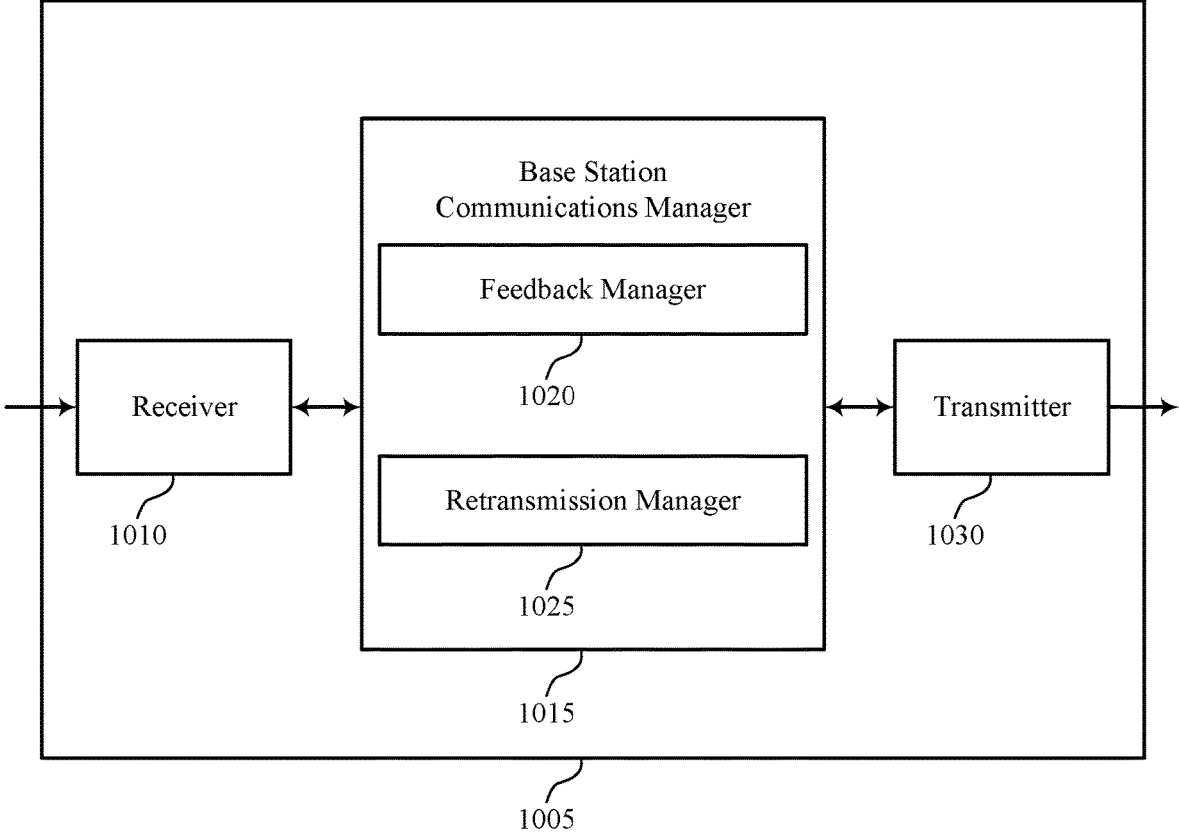 Base Station
Communications Manager
Feedback Manager
1020
Receiver
1010
Transmitter
1030
Retransmission Manager
1025
1015
1005